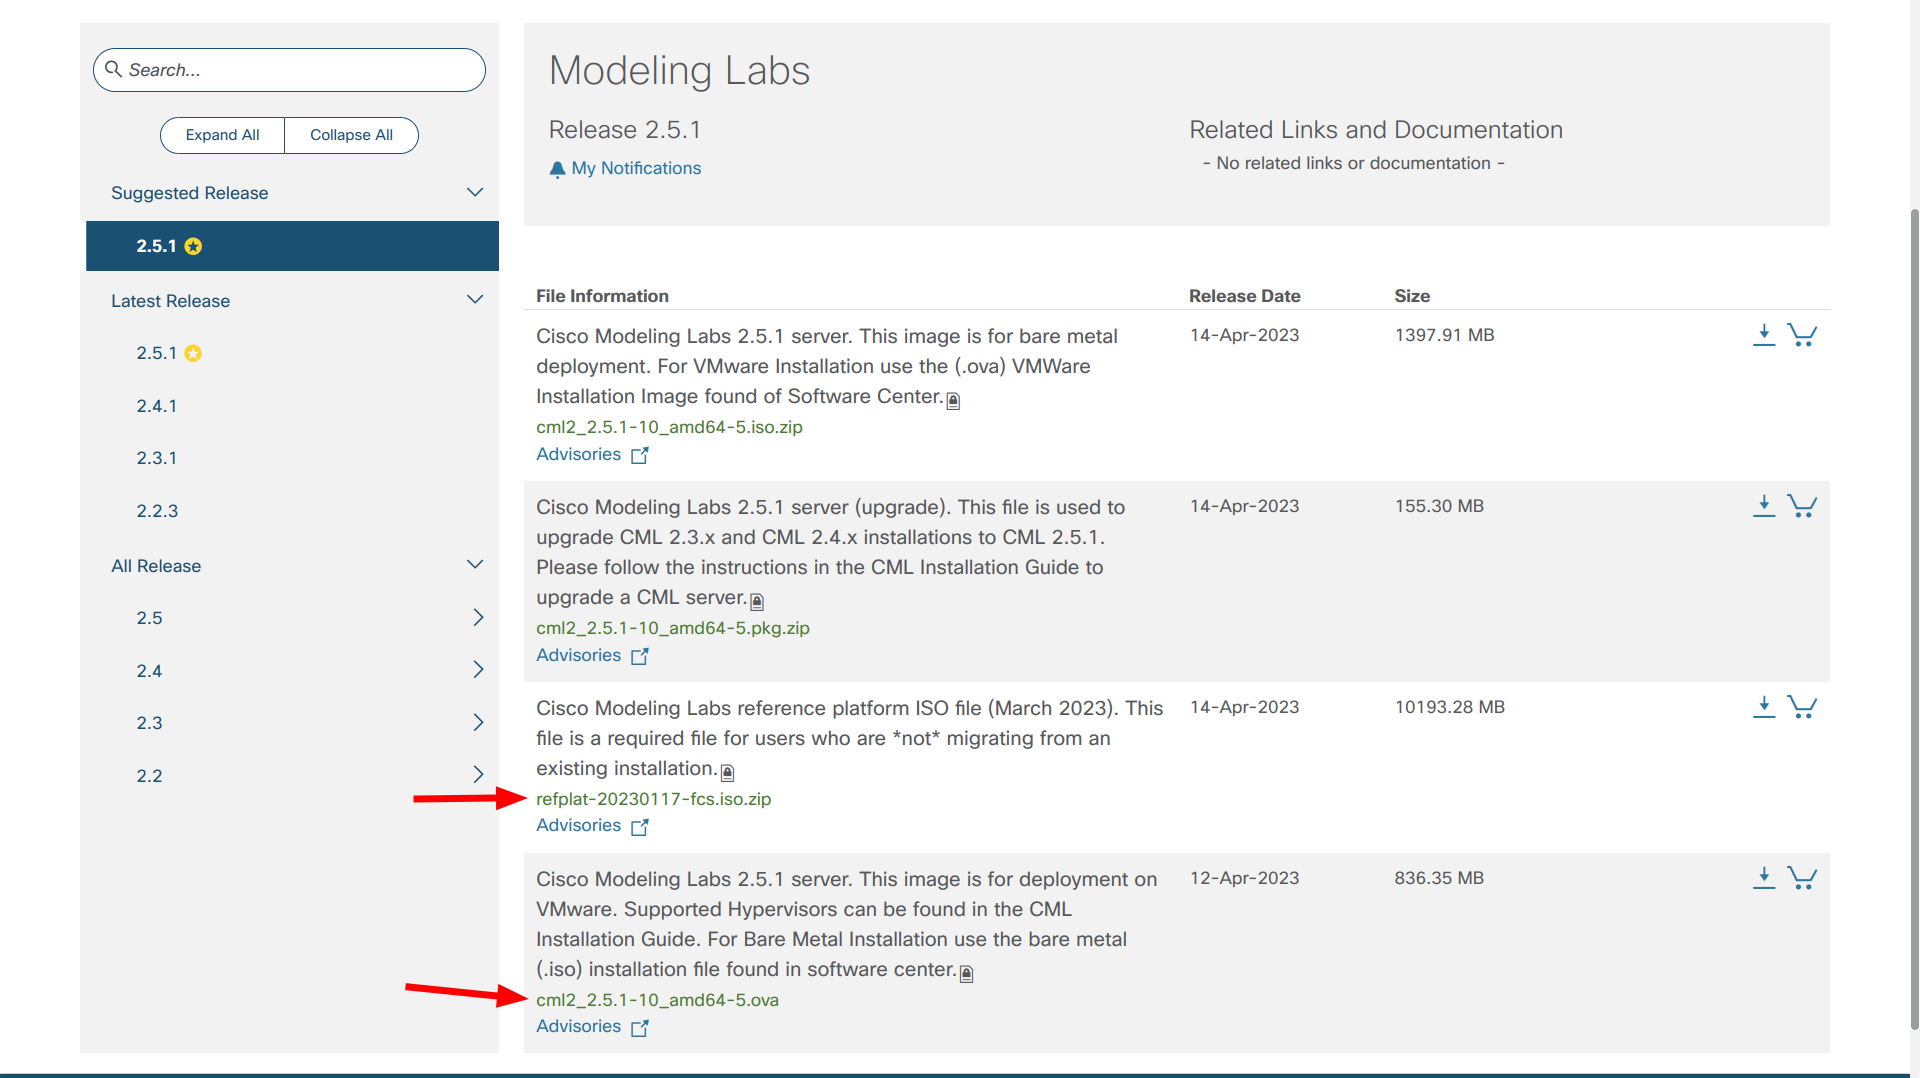 Search...
Expand All
Collapse All
Suggested Release
2.5.1
Latest Release
2.5.1
2.4.1
2.3.1
2.2.3
All Release
2.5
2.4
2.3
2.2
Modeling Labs
Release 2.5.1
My Notifications
Related Links and Documentation
- No related links or documentation -
File Information
Release Date
Size
Cisco Modeling Labs 2.5.1 server. This image is for bare metal
deployment. For VMware Installation use the (.ova) VMWare
Installation Image found of Software Center.
cml2_2.5.1-10_amd64-5.iso.zip
Advisories
14-Apr-2023
1397.91 MB
Cisco Modeling Labs 2.5.1 server (upgrade). This file is used to
upgrade CML 2.3.x and CML 2.4.x installations to CML 2.5.1.
Please follow the instructions in the CML Installation Guide to
upgrade a CML server.
cml2_2.5.1-10_amd64-5.pkg.zip
Advisories
14-Apr-2023
155.30 MB
Cisco Modeling Labs reference platform ISO file (March 2023). This
file is a required file for users who are *not* migrating from an
existing installation.
refplat-20230117-fcs.iso.zip
Advisories
14-Apr-2023
10193.28 MB
Cisco Modeling Labs 2.5.1 server. This image is for deployment on
VMware. Supported Hypervisors can be found in the CML
Installation Guide. For Bare Metal Installation use the bare metal
(.iso) installation file found in software center.
cml2_2.5.1-10_amd64-5.ova
Advisories
12-Apr-2023
836.35 MB